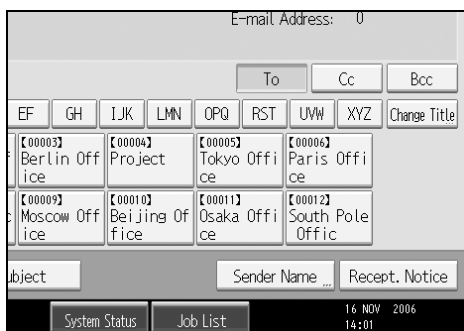 E-mail Address: 0
To Cc Bcc
EF GH IJK LMN OPQ RST UVW XYZ Change Title
【00003】 【00004】 【00005】 【00006】
Berlin Off Project Tokyo Offi Paris Offi
ice ce ce
【00009】 【00010】 【00011】 【00012】
Moscow Off Beijing Of Osaka Offi South Pole
ice fice ce Offic
Sender Name ... Recept. Notice
System Status Job List 16 NOV 2006
14:01